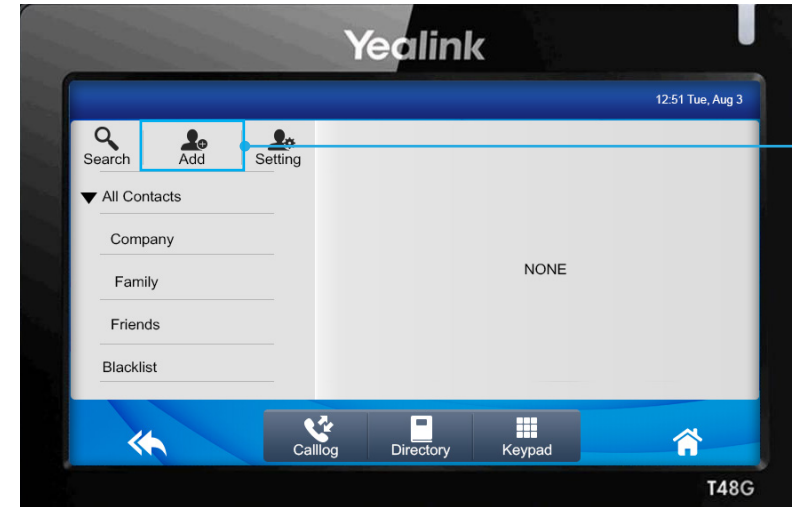 Yealink
12:51 Tue, Aug 3
Search Add Setting
All Contacts
Company
Family
Friends
Blacklist
NONE
Calllog Directory Keypad
T48G